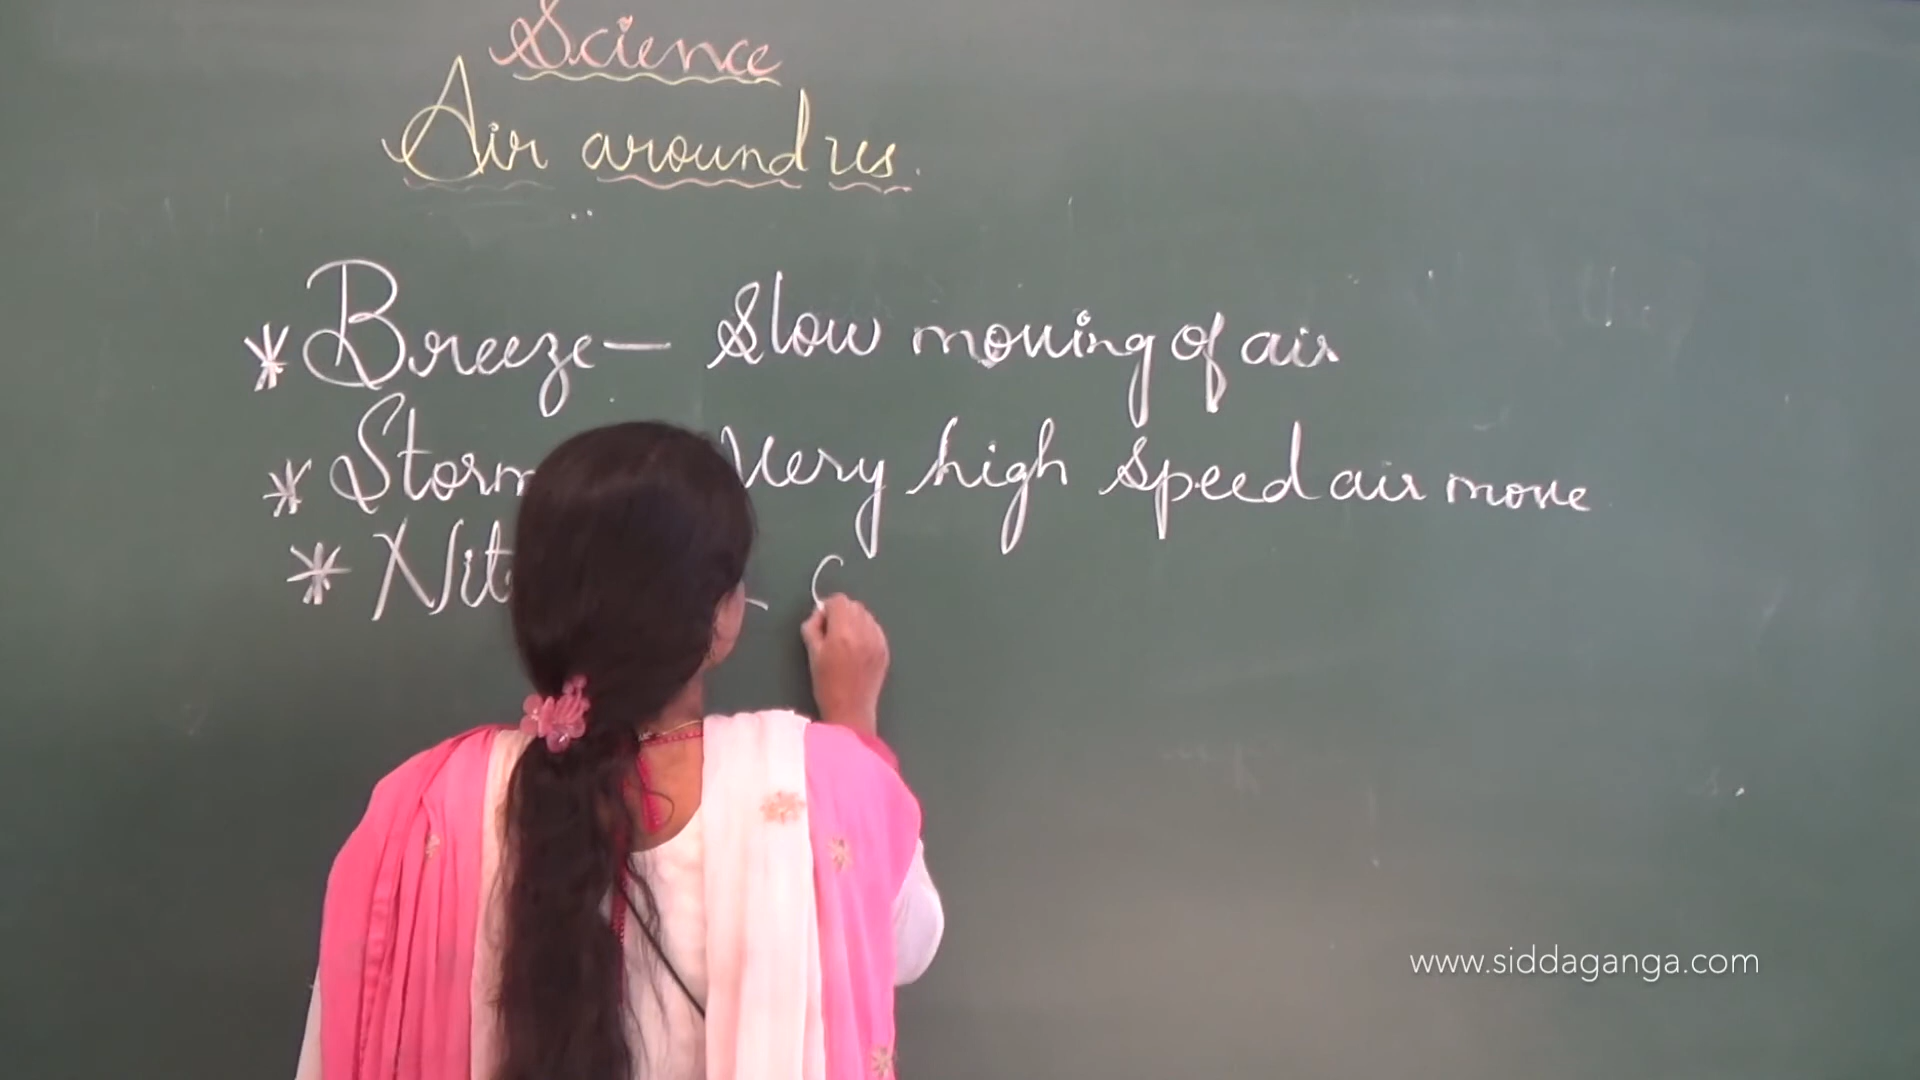 Science
Air around us.
* Breeze — Slow moving of air
* Storm Very high speed air move
* Nit —
www.siddaganga.com